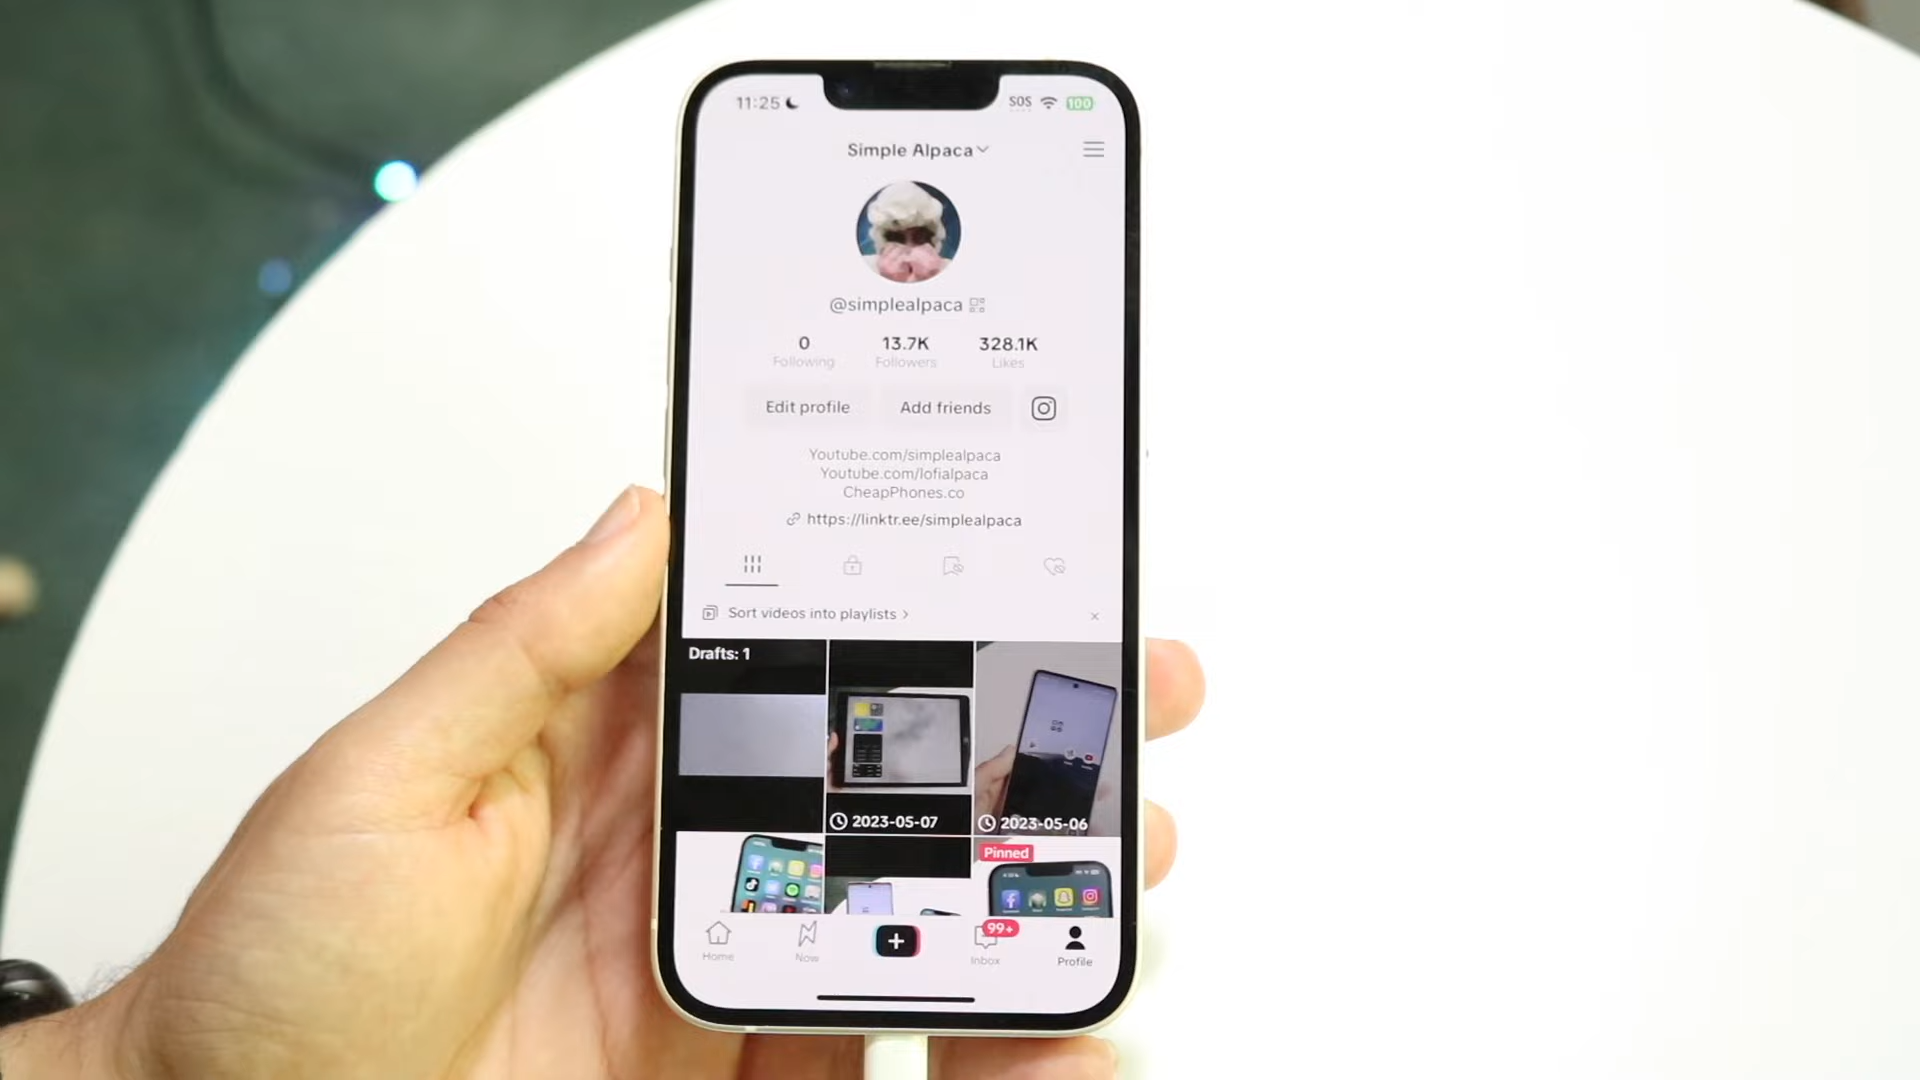 11:25
SOS
100
Simple Alpaca
@simplealpaca
0
Following
13.7K
Followers
328.1K
Likes
Edit profile
Add friends
Youtube.com/simplealpaca
Youtube.com/lofialpaca
CheapPhones.co
https://linktr.ee/simplealpaca
Sort videos into playlists >
Drafts: 1
2023-05-07
2023-05-06
Pinned
99+
Home
Now
Inbox
Profile